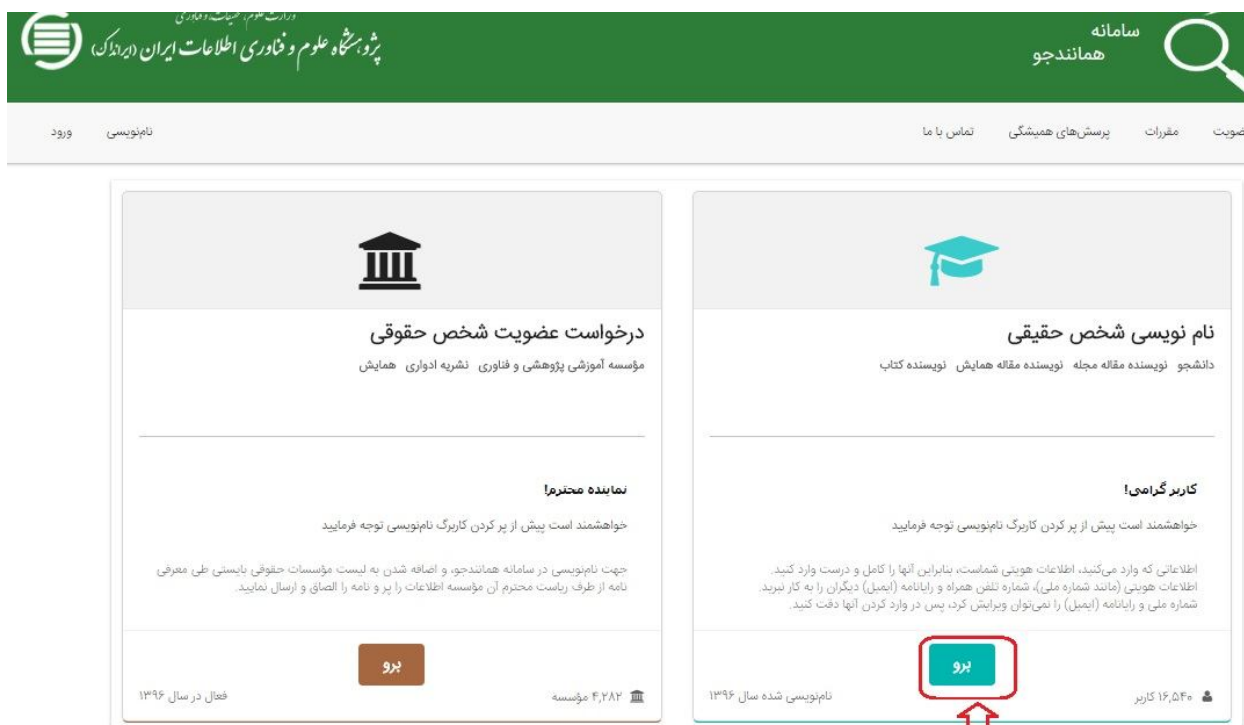 سامانه
همانندجو
وزارت علوم، تحقیقات، و فناوری
پژوهشگاه علوم و فناوری اطلاعات ایران (ایرانداک)
مقررات پرسش‌های همیشگی تماس با ما نام‌نویسی ورود
نام نویسی شخص حقیقی
دانشجو نویسنده مقاله مجله نویسنده مقاله همایش نویسنده کتاب
کاربر گرامی!
خواهشمند است پیش از پر کردن کاربرگ نام‌نویسی توجه فرمایید
اطلاعاتی که وارد می‌کنید، اطلاعات هویتی شماست، بنابراین آنها را کامل و درست وارد کنید.
اطلاعات هویتی (مانند شماره ملی)، شماره تلفن همراه و رایانامه (ایمیل) دیگران را به کار نبرید.
شماره ملی و رایانامه (ایمیل) را نمی‌توان ویرایش کرد، پس در وارد کردن آنها دقت کنید.
برو
۱۶,۵۴۰ کاربر نام‌نویسی شده سال ۱۳۹۶
درخواست عضویت شخص حقوقی
مؤسسه آموزشی پژوهشی و فناوری نشریه ادواری همایش
نماینده محترم!
خواهشمند است پیش از پر کردن کاربرگ نام‌نویسی توجه فرمایید
جهت نام‌نویسی در سامانه همانندجو، و اضافه شدن به لیست مؤسسات حقوقی بایستی طی معرفی
نامه از طرف ریاست محترم آن مؤسسه اطلاعات را پر و نامه را الصاق و ارسال نمایید.
برو
۴,۲۸۲ مؤسسه فعال در سال ۱۳۹۶